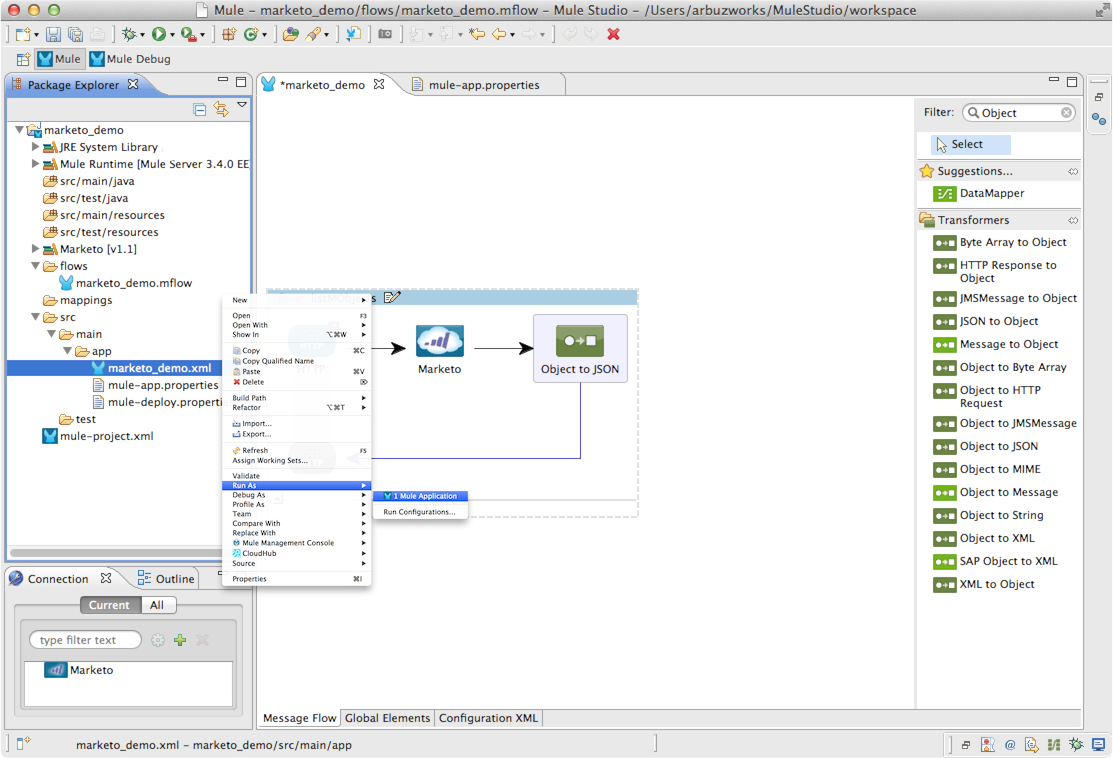 Mule – marketo_demo/flows/marketo_demo.mflow – Mule Studio – /Users/arbuzworks/MuleStudio/workspace
Mule
Mule Debug
Package Explorer
marketo_demo
JRE System Library
Mule Runtime [Mule Server 3.4.0 EE
src/main/java
src/test/java
src/main/resources
src/test/resources
Marketo [v1.1]
flows
marketo_demo.mflow
mappings
src
main
app
marketo_demo.xml
mule-app.properties
mule-deploy.properti
test
mule-project.xml
*marketo_demo
mule-app.properties
Marketo
Object to JSON
New
Open F3
Open With
Show In ⌥⌘W
Copy ⌘C
Copy Qualified Name
Paste ⌘V
Delete ⌦
Build Path
Refactor ⌥⌘T
Import...
Export...
Refresh F5
Assign Working Sets...
Validate
Run As
Debug As
Profile As
Team
Compare With
Replace With
Mule Management Console
CloudHub
Source
Properties ⌘I
1 Mule Application
Run Configurations...
Filter: Object
Select
Suggestions...
DataMapper
Transformers
Byte Array to Object
HTTP Response to
Object
JMSMessage to Object
JSON to Object
Message to Object
Object to Byte Array
Object to HTTP
Request
Object to JMSMessage
Object to JSON
Object to MIME
Object to Message
Object to String
Object to XML
SAP Object to XML
XML to Object
Connection
Outline
Current All
type filter text
Marketo
Message Flow Global Elements Configuration XML
marketo_demo.xml – marketo_demo/src/main/app